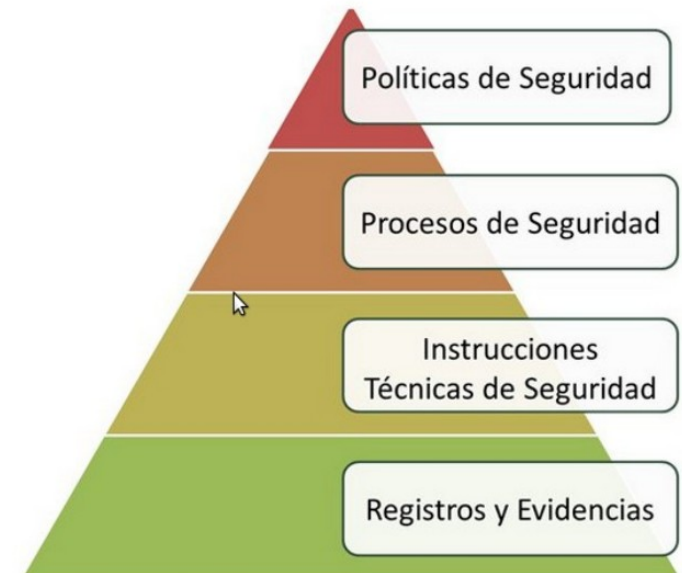 Políticas de Seguridad
Procesos de Seguridad
Instrucciones
Técnicas de Seguridad
Registros y Evidencias